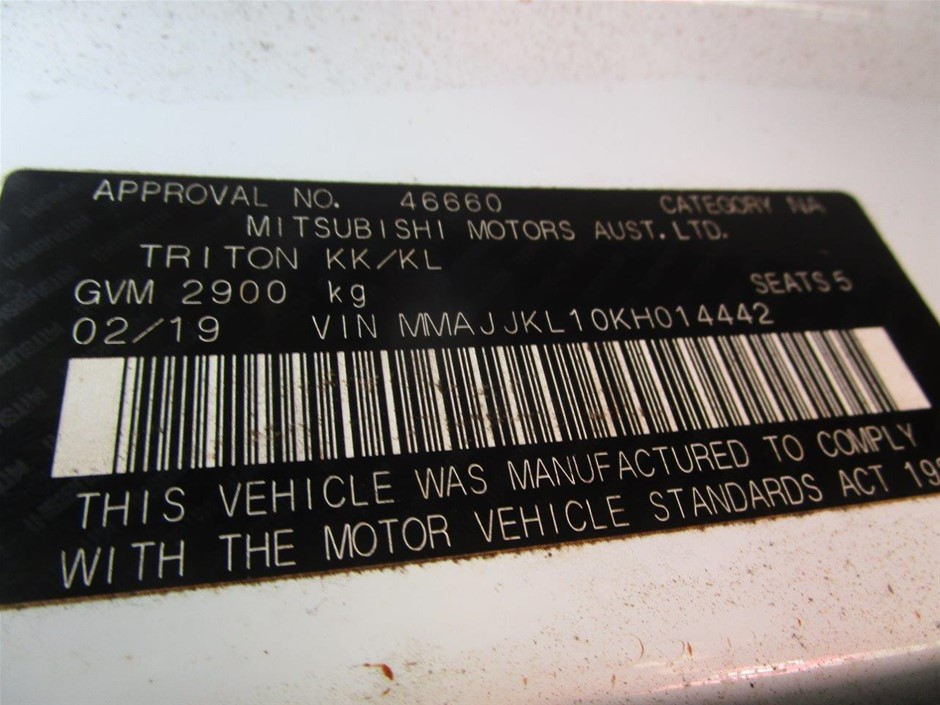 APPROVAL NO. 46660 CATEGORY NA
MITSUBISHI MOTORS AUST. LTD.
TRITON KK/KL
GVM 2900 kg SEATS 5
02/19 VIN MMAJJKL10KH014442
THIS VEHICLE WAS MANUFACTURED TO COMPLY
WITH THE MOTOR VEHICLE STANDARDS ACT